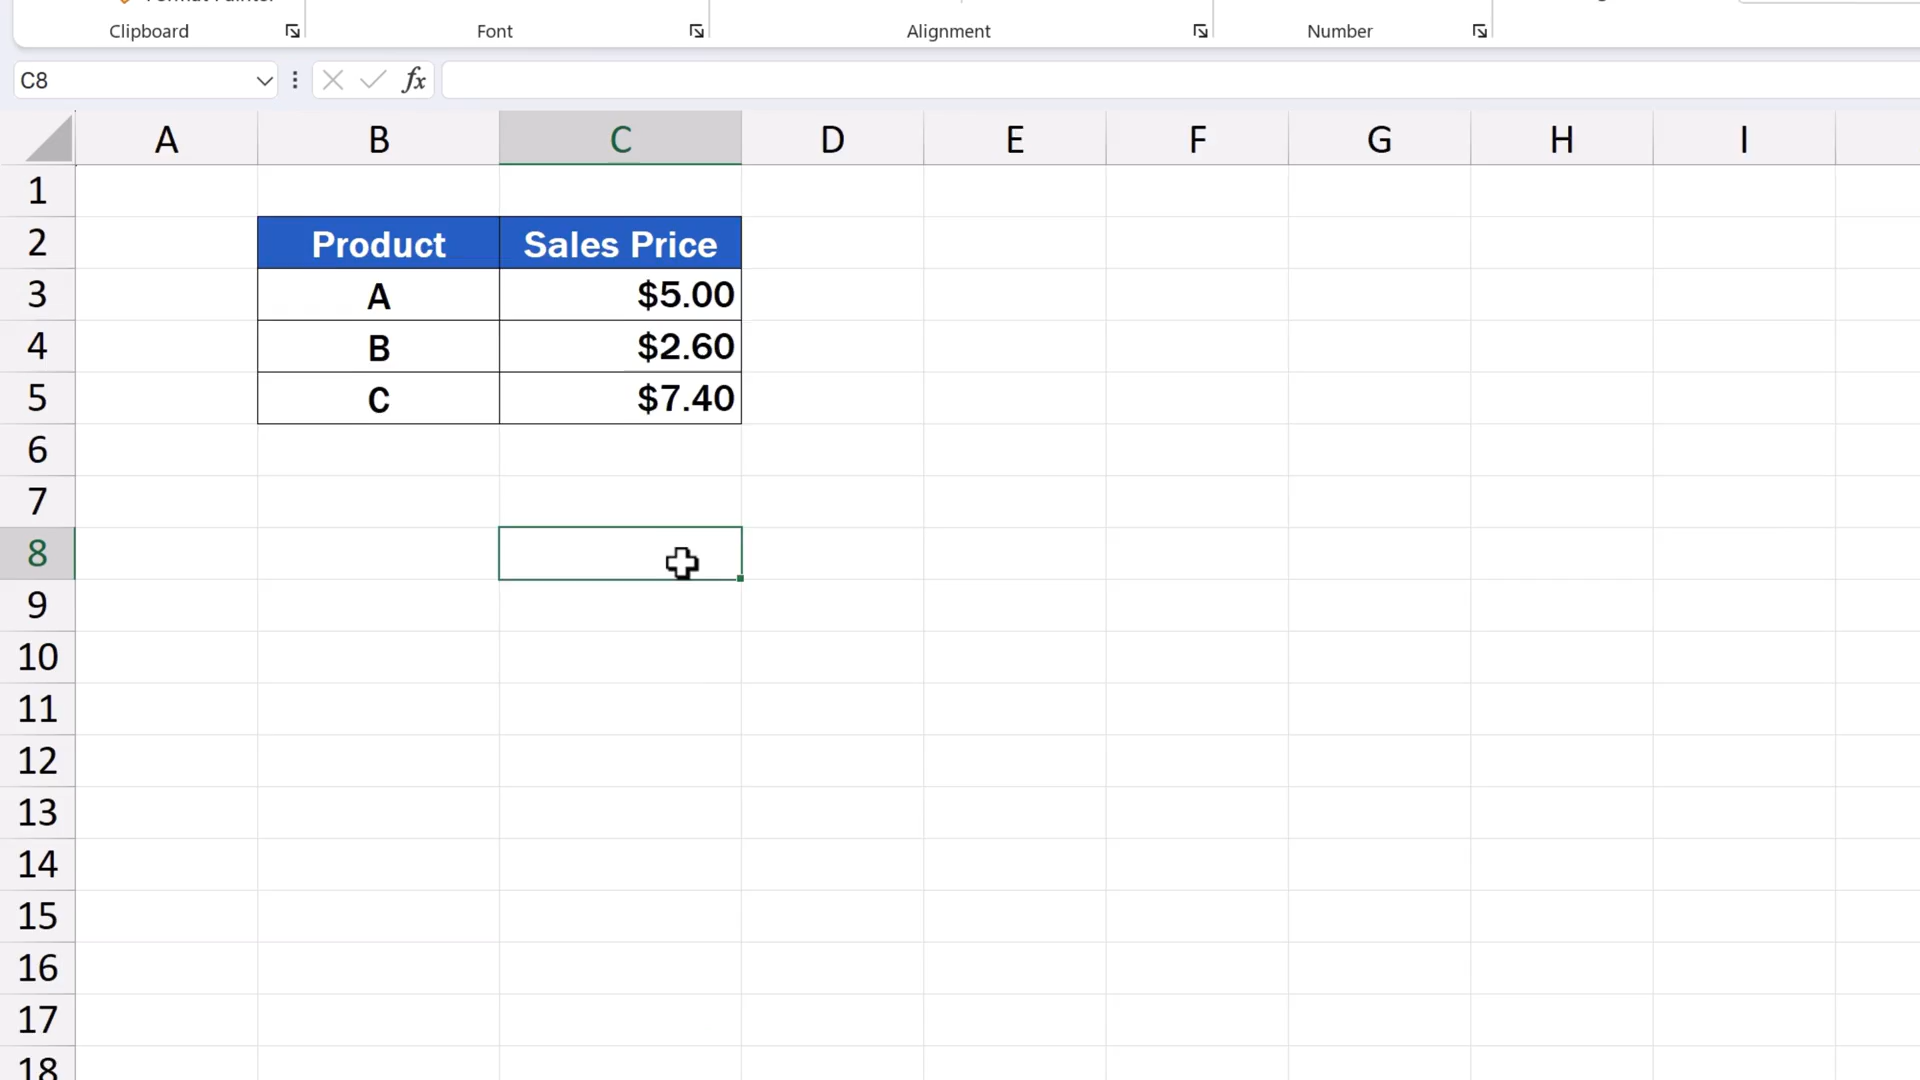 Clipboard Font Alignment Number
C8 fx
A B C D E F G H I
1
2 Product Sales Price
3 A $5.00
4 B $2.60
5 C $7.40
6
7
8
9
10
11
12
13
14
15
16
17
18